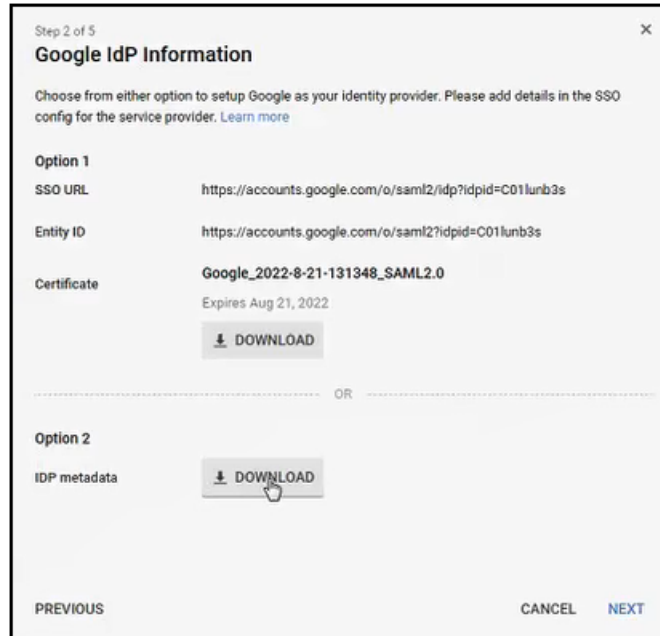 Step 2 of 5
Google IdP Information
Choose from either option to setup Google as your identity provider. Please add details in the SSO
config for the service provider. Learn more
Option 1
SSO URL https://accounts.google.com/o/saml2/idp?idpid=C01lunb3s
Entity ID https://accounts.google.com/o/saml2?idpid=C01lunb3s
Certificate Google_2022-8-21-131348_SAML2.0
Expires Aug 21, 2022
DOWNLOAD
OR
Option 2
IDP metadata DOWNLOAD
PREVIOUS CANCEL NEXT